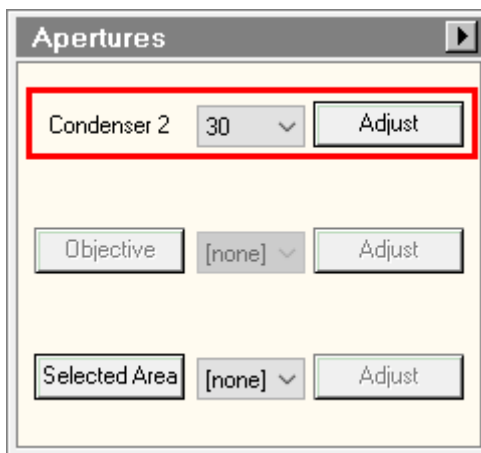 Apertures
Condenser 2 30 Adjust
Objective [none] Adjust
Selected Area [none] Adjust